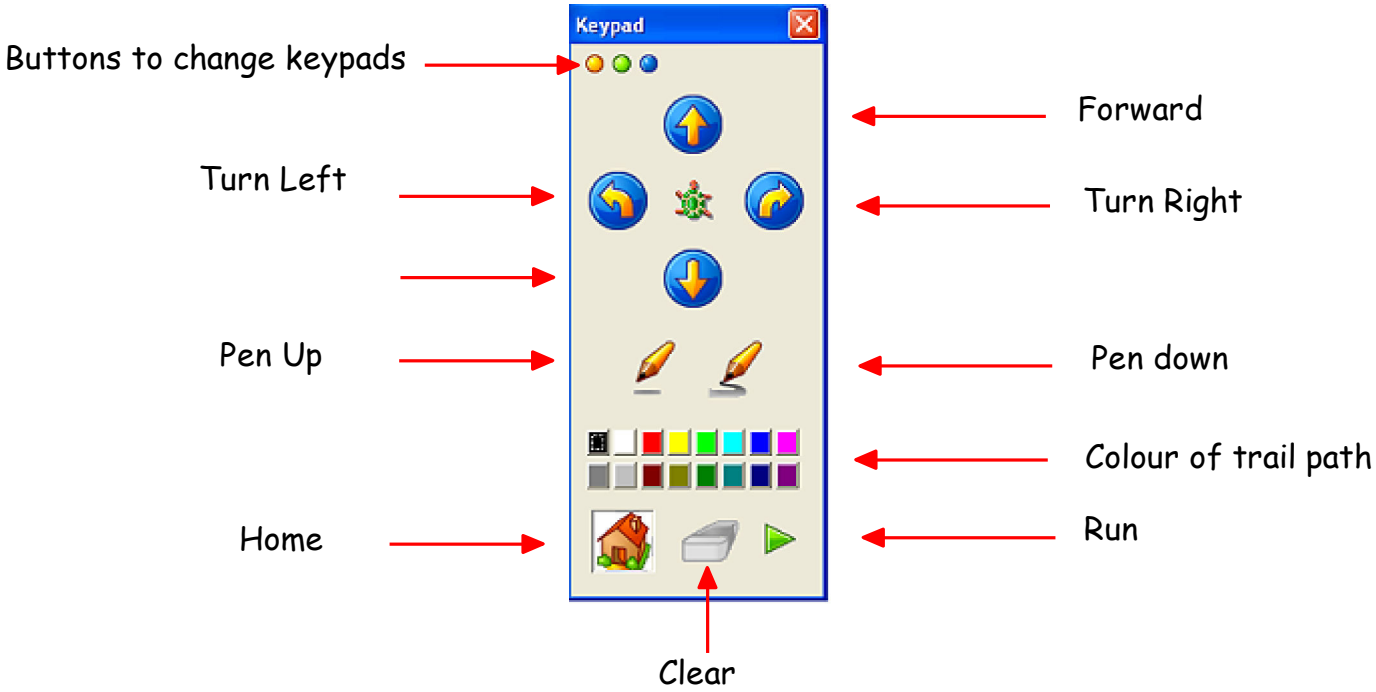 Keypad
Buttons to change keypads
Forward
Turn Left
Turn Right
Pen Up
Pen down
Colour of trail path
Home
Run
Clear